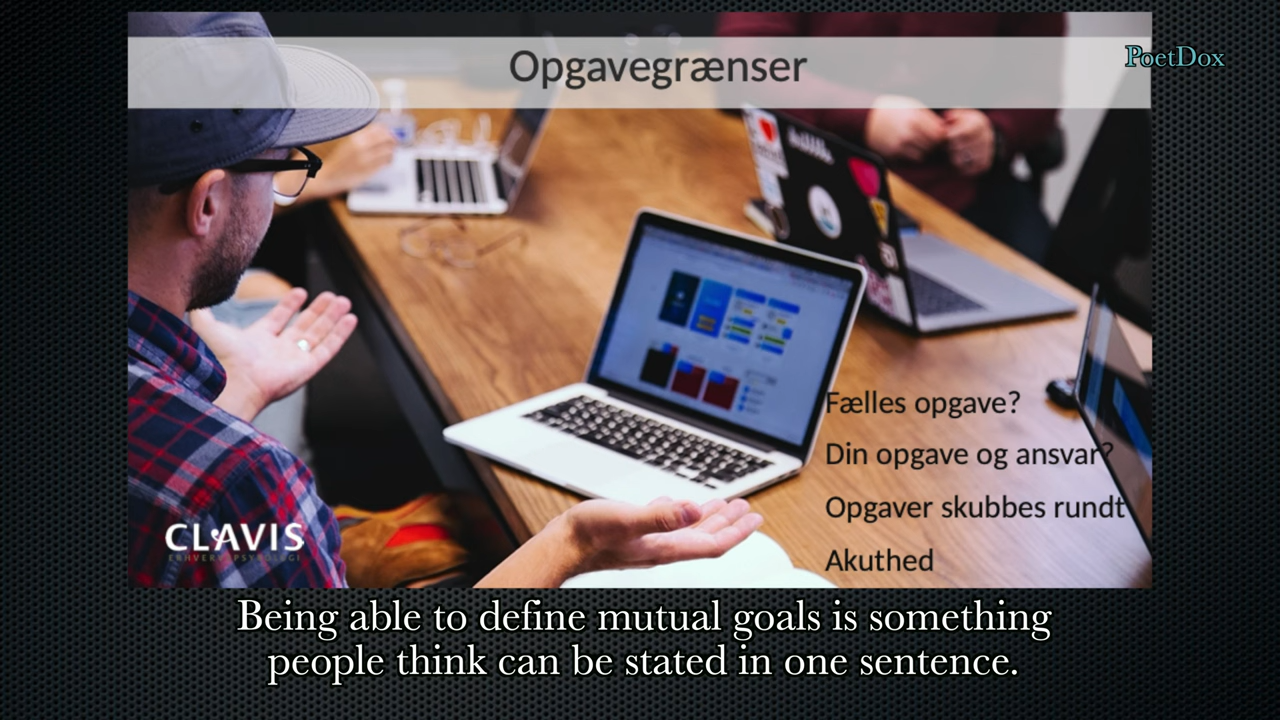 Opgavegrænser
PoetDox
Fælles opgave?
Din opgave og ansvar?
Opgaver skubbes rundt
Akuthed
CLAVIS
ERHVERVSPSYKOLOGI
Being able to define mutual goals is something
people think can be stated in one sentence.